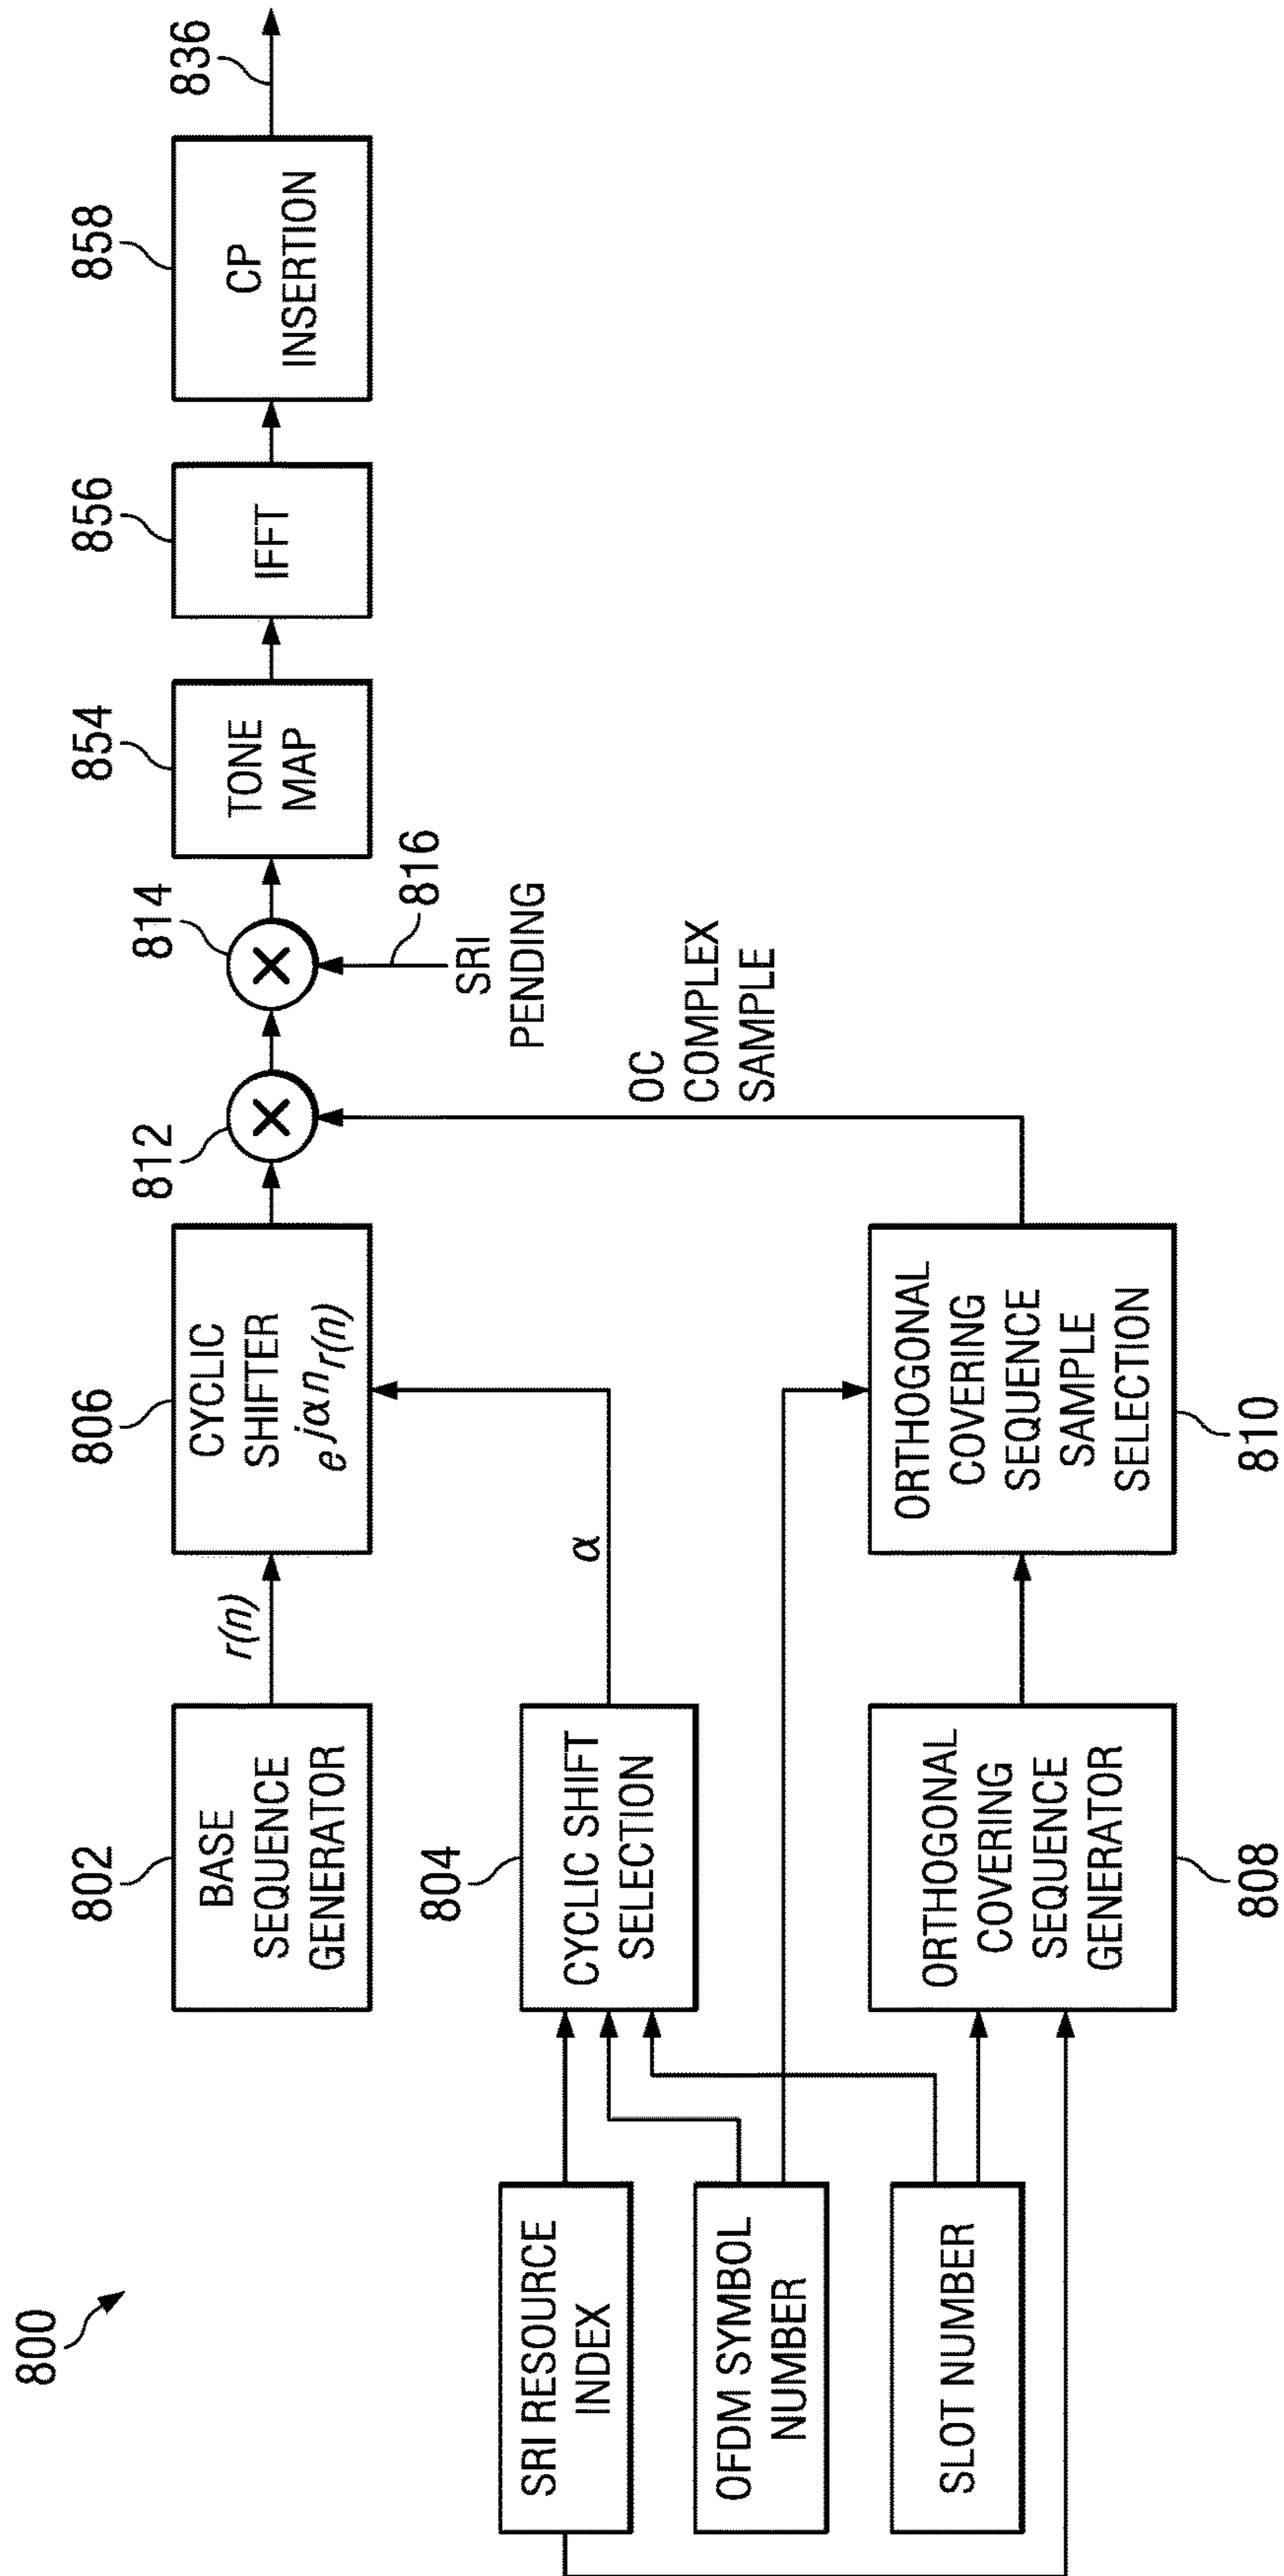 800
802
BASE
SEQUENCE
GENERATOR
r(n)
806
CYCLIC
SHIFTER
e^{jαn} r(n)
812
814
816
SRI
PENDING
854
TONE
MAP
856
IFFT
858
CP
INSERTION
836
SRI RESOURCE
INDEX
OFDM SYMBOL
NUMBER
SLOT NUMBER
804
CYCLIC SHIFT
SELECTION
α
ORTHOGONAL
COVERING
SEQUENCE
GENERATOR
808
ORTHOGONAL
COVERING
SEQUENCE
SAMPLE
SELECTION
810
OC
COMPLEX
SAMPLE